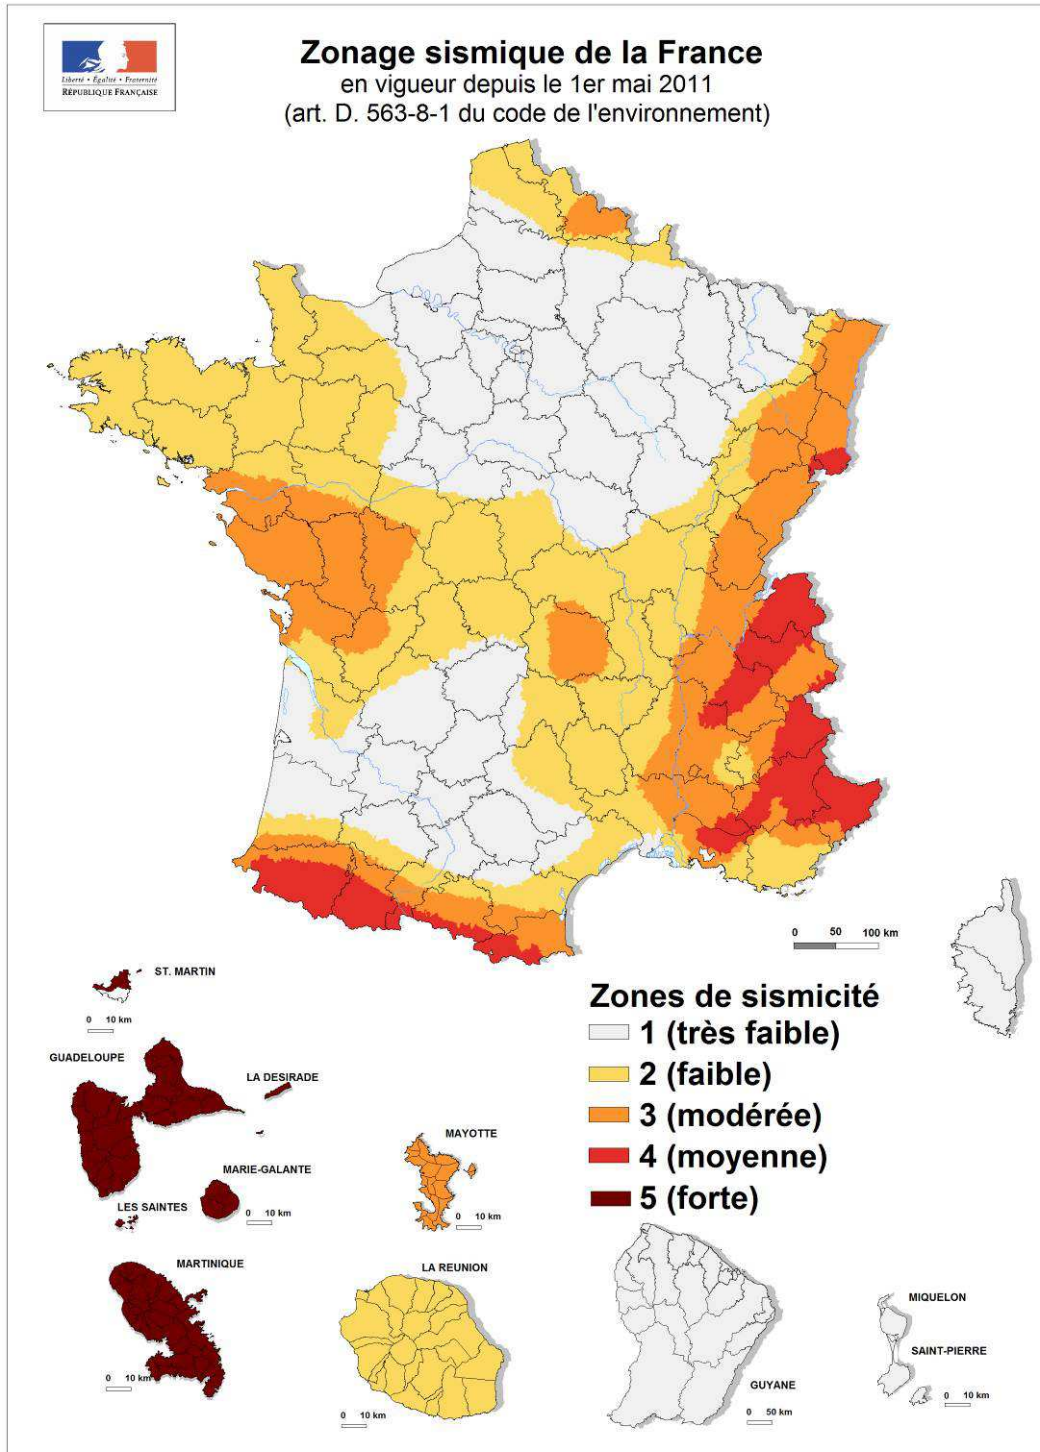 Liberté • Égalité • Fraternité
RÉPUBLIQUE FRANÇAISE
Zonage sismique de la France
en vigueur depuis le 1er mai 2011
(art. D. 563-8-1 du code de l'environnement)
0 50 100 km
ST. MARTIN
0 10 km
GUADELOUPE
LA DESIRADE
MARIE-GALANTE
0 10 km
LES SAINTES
MAYOTTE
0 10 km
Zones de sismicité
1 (très faible)
2 (faible)
3 (modérée)
4 (moyenne)
5 (forte)
MARTINIQUE
0 10 km
LA REUNION
0 10 km
GUYANE
0 50 km
MIQUELON
SAINT-PIERRE
0 10 km